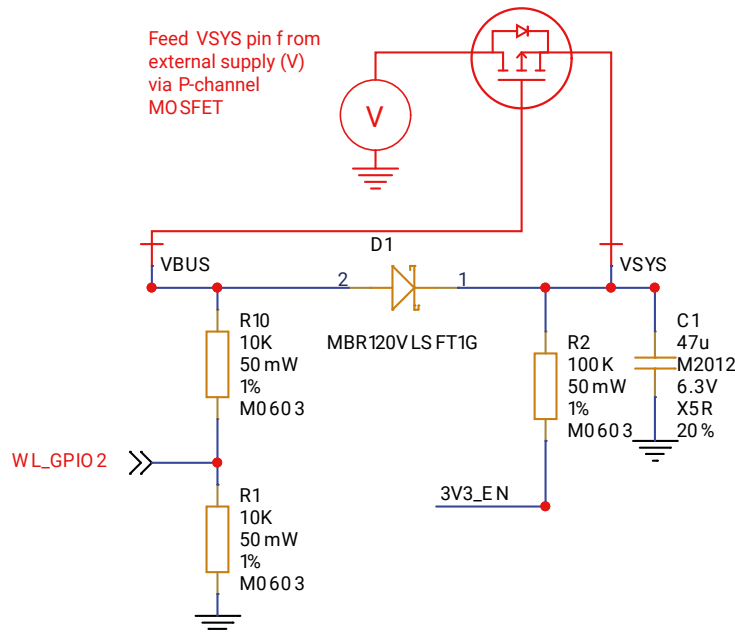 Feed VSYS pin from
external supply (V)
via P-channel
MOSFET
V
D1
VBUS
VSYS
2
1
MBR120VLSFT1G
R10
10K
50mW
1%
M0603
R2
100K
50mW
1%
M0603
C1
47u
M2012
6.3V
X5R
20%
WL_GPIO2
3V3_EN
R1
10K
50mW
1%
M0603